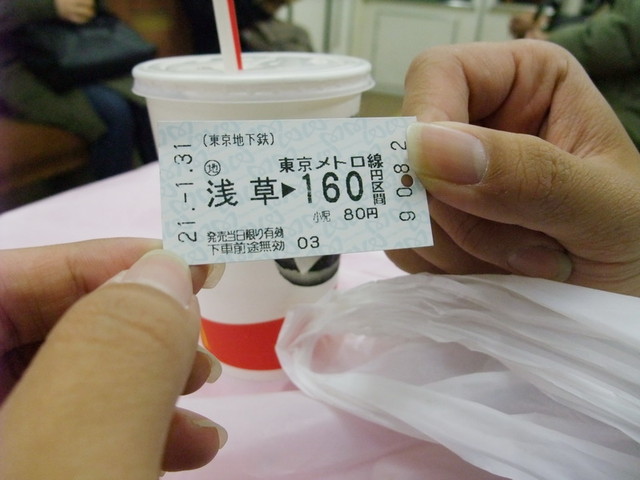 (東京地下鉄)
21.-1.31
㊞ 東京メトロ線
浅草▶160円区間
小児 80円
発売当日限り有効
下車前途無効 03
9082